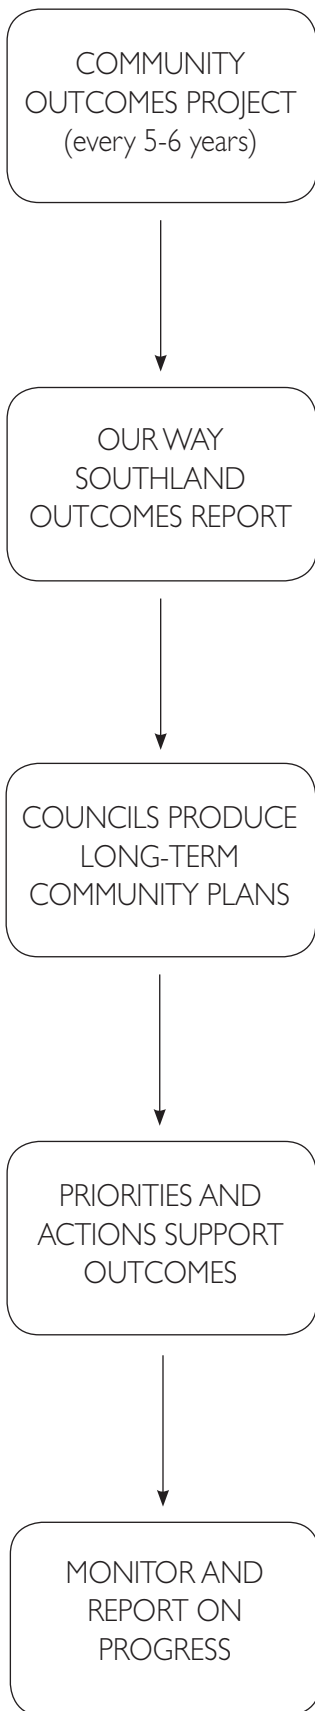 COMMUNITY
OUTCOMES PROJECT
(every 5-6 years)
OUR WAY
SOUTHLAND
OUTCOMES REPORT
COUNCILS PRODUCE
LONG-TERM
COMMUNITY PLANS
PRIORITIES AND
ACTIONS SUPPORT
OUTCOMES
MONITOR AND
REPORT ON
PROGRESS